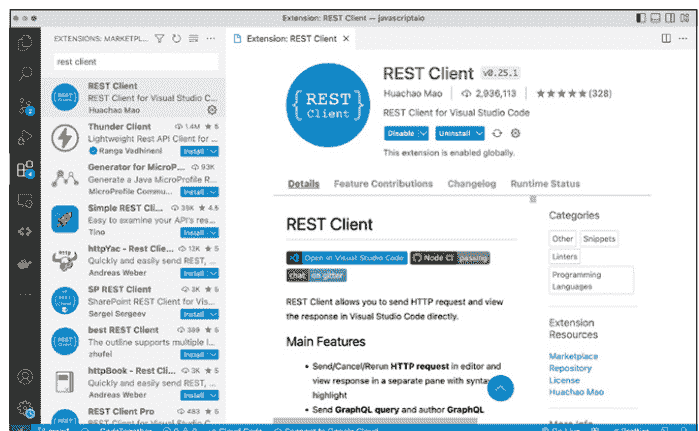 Extension: REST Client — javascriptaio
EXTENSIONS: MARKETPL...
rest client
REST Client
REST Client for Visual Studio C...
Huachao Mao
Thunder Client 1.4M 5
Lightweight Rest API Client for ...
Ranga Vadhineni Install
Generator for MicroP... 93K
Generate a Java MicroProfile R...
MicroProfile Commu... Install
Simple REST Cli... 39K 4.5
Easy to examine your API's res...
Tino Install
httpYac - Rest Clie... 12K 5
Quickly and easily send REST, ...
Andreas Weber Install
SP REST Client 3K 5
SharePoint REST Client for Vis...
Sergei Sergeev Install
best REST Client 389 5
The outline supports multiple l...
zhufei Install
httpBook - Rest Cl... 3K 5
Quickly and easily send REST, ...
Andreas Weber Install
REST Client Pro 483 5
Extension: REST Client
{REST
Client}
REST Client v0.25.1
Huachao Mao 2,936,113 (328)
REST Client for Visual Studio Code
Disable Uninstall
This extension is enabled globally.
Details Feature Contributions Changelog Runtime Status
REST Client
Open in Visual Studio Code Node CI passing
chat on gitter
REST Client allows you to send HTTP request and view
the response in Visual Studio Code directly.
Main Features
• Send/Cancel/Rerun HTTP request in editor and
view response in a separate pane with syntax
highlight
• Send GraphQL query and author GraphQL
Categories
Other Snippets
Linters
Programming
Languages
Extension
Resources
Marketplace
Repository
License
Huachao Mao
More Info